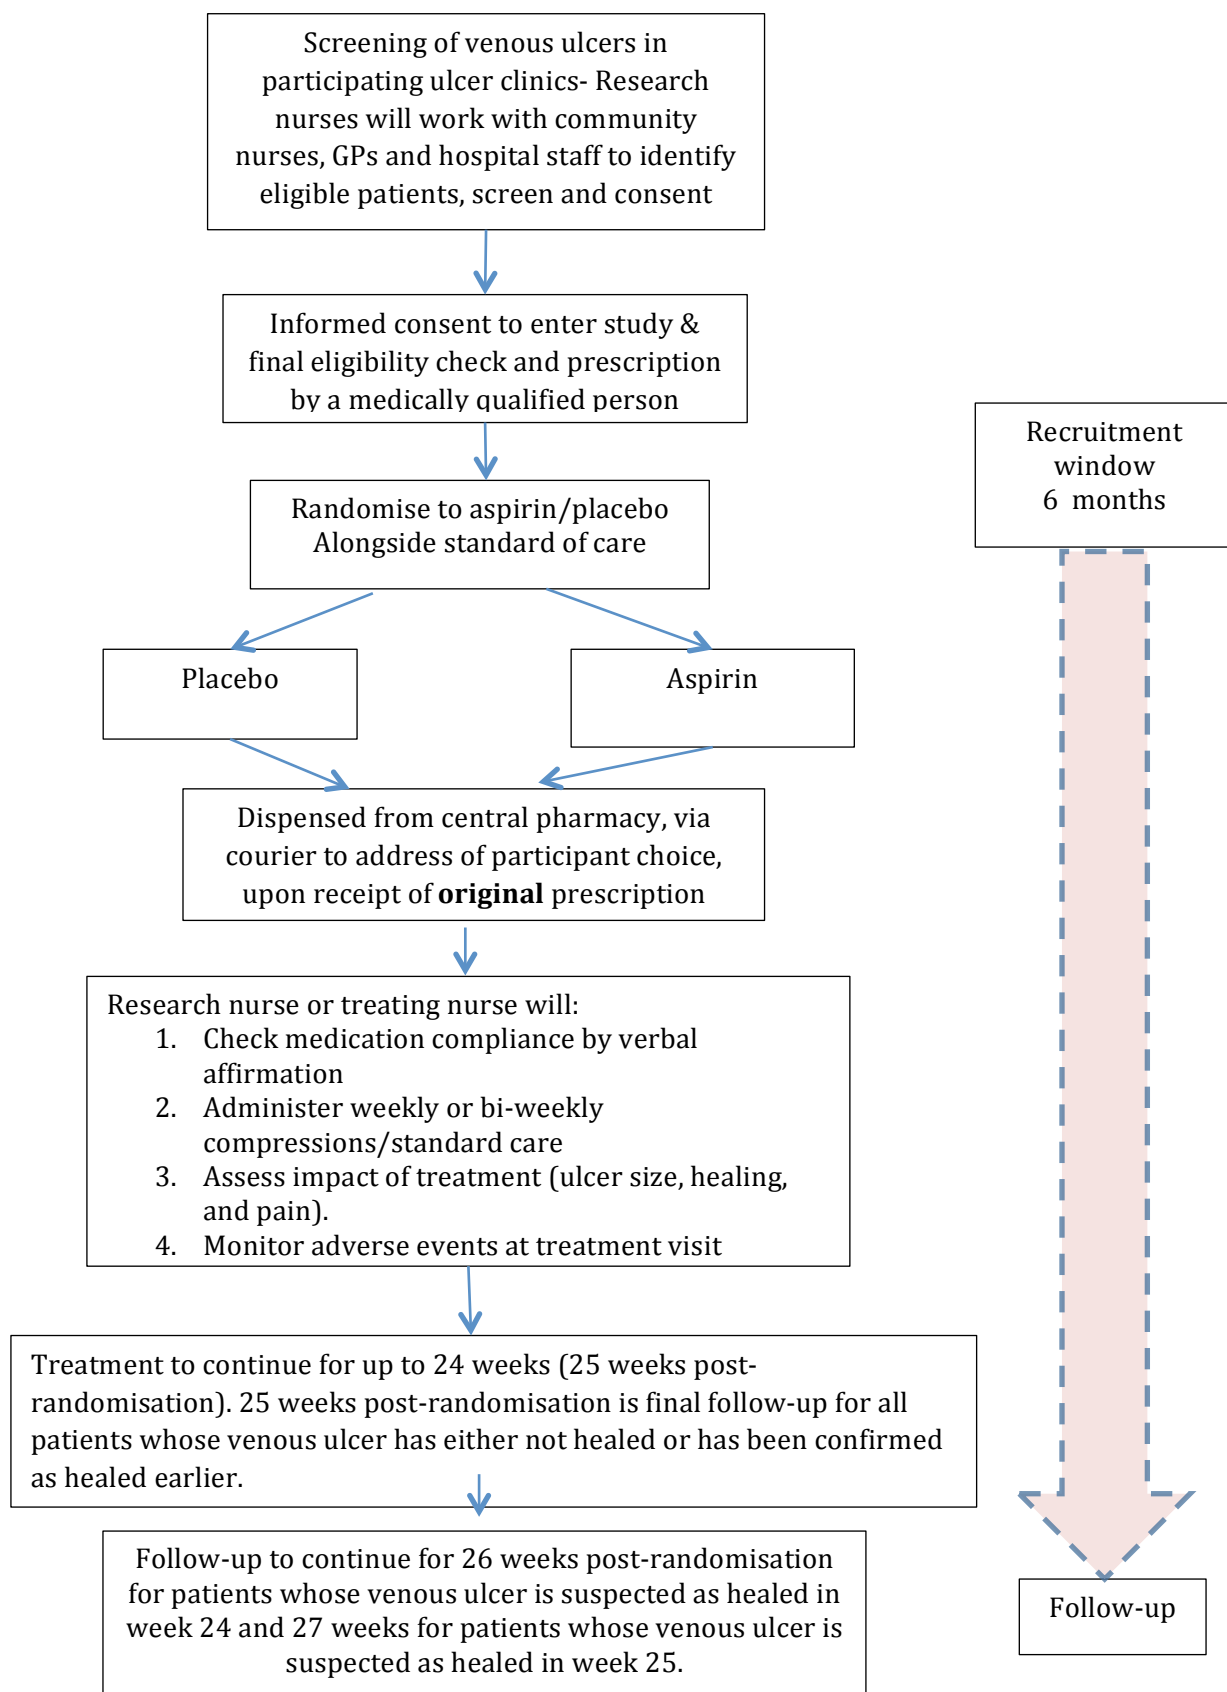 Screening of venous ulcers in
participating ulcer clinics- Research
nurses will work with community
nurses, GPs and hospital staff to identify
eligible patients, screen and consent
Informed consent to enter study &
final eligibility check and prescription
by a medically qualified person
Recruitment
window
6  months
Randomise to aspirin/placebo
Alongside standard of care
Placebo
Aspirin
Dispensed from central pharmacy, via
courier to address of participant choice,
upon receipt of original prescription
Research nurse or treating nurse will:
1. Check medication compliance by verbal
affirmation
2. Administer weekly or bi-weekly
compressions/standard care
3. Assess impact of treatment (ulcer size, healing,
and pain).
4. Monitor adverse events at treatment visit
Treatment to continue for up to 24 weeks (25 weeks post-
randomisation). 25 weeks post-randomisation is final follow-up for all
patients whose venous ulcer has either not healed or has been confirmed
as healed earlier.
Follow-up to continue for 26 weeks post-randomisation
for patients whose venous ulcer is suspected as healed in
week 24 and 27 weeks for patients whose venous ulcer is
suspected as healed in week 25.
Follow-up